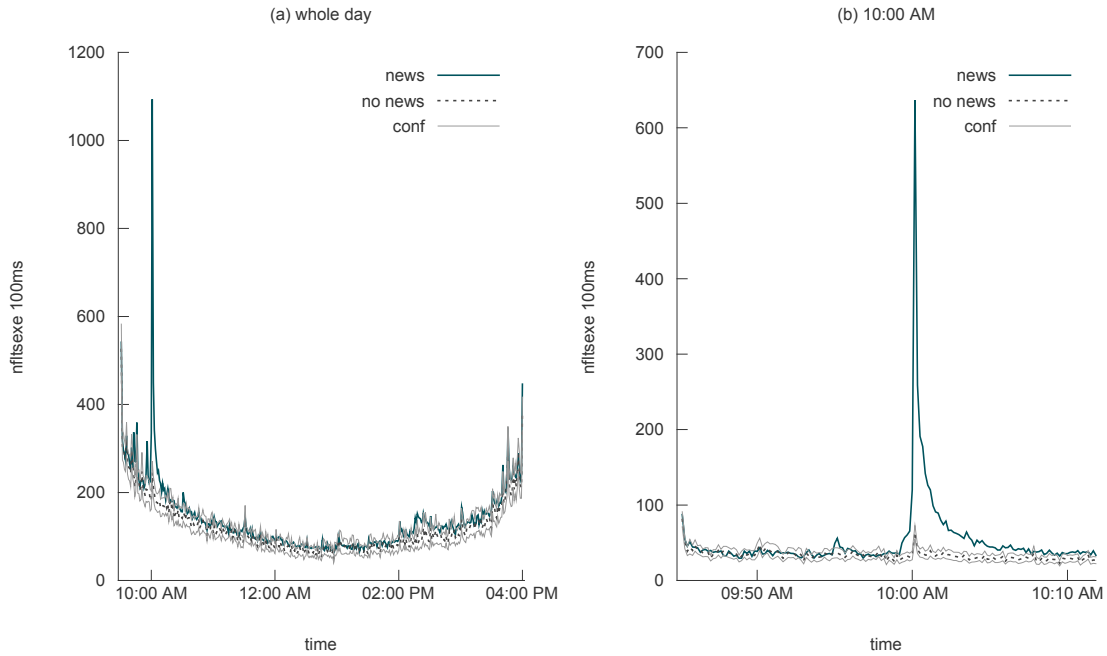 (a) whole day
1200
1000
800
600
400
200
0
nfltsexe 100ms
news
no news
conf
10:00 AM
12:00 AM
02:00 PM
04:00 PM
time
(b) 10:00 AM
700
600
500
400
300
200
100
0
nfltsexe 100ms
news
no news
conf
09:50 AM
10:00 AM
10:10 AM
time